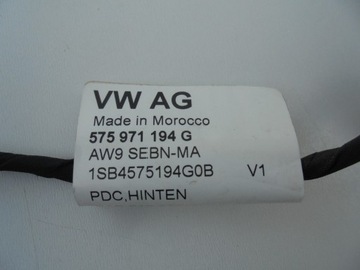 VW AG
Made in Morocco
575 971 194 G
AW9 SEBN-MA
1SB4575194G0B V1
PDC,HINTEN